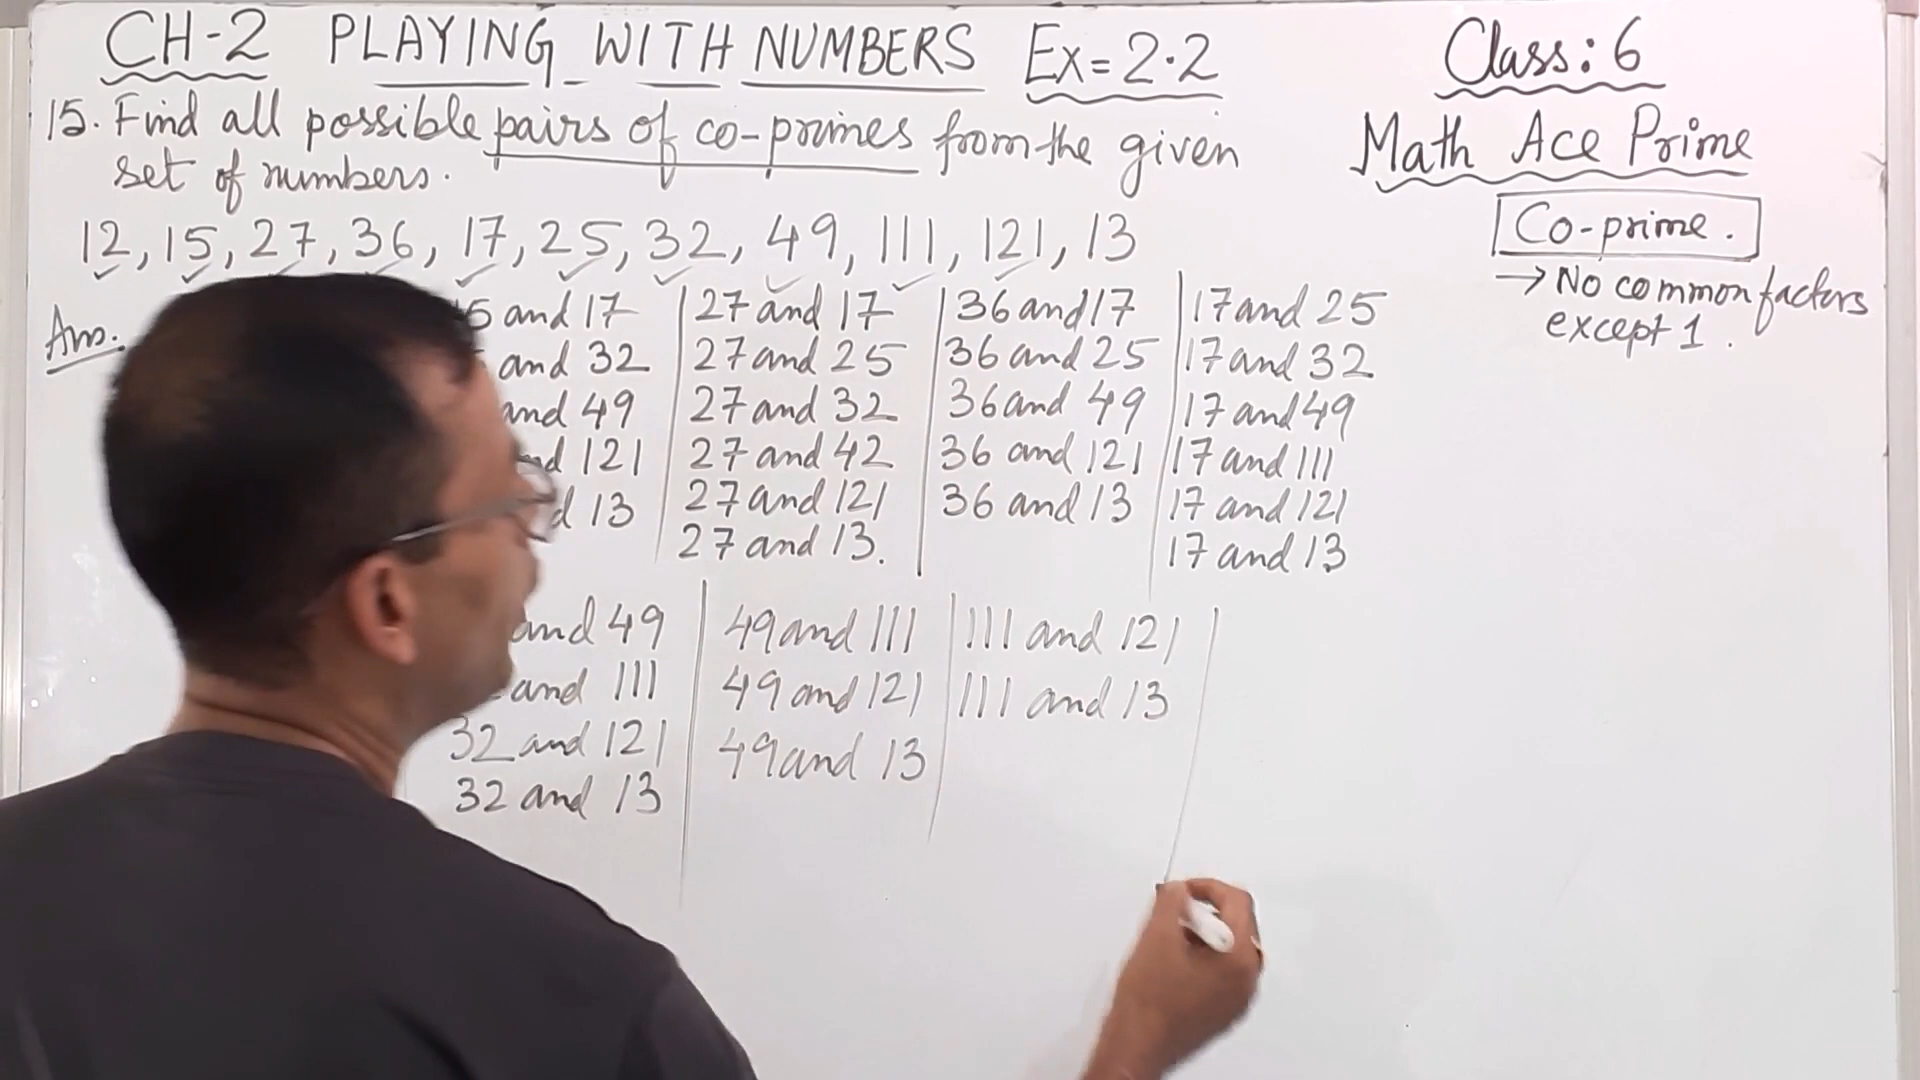 CH-2 PLAYING WITH NUMBERS Ex=2.2
Class: 6
Math Ace Prime
15. Find all possible pairs of co-primes from the given
set of numbers.
12, 15, 27, 36, 17, 25, 32, 49, 111, 121, 13
Co-prime.
→ No common factors
except 1.
Ans.
5 and 17
and 32
and 49
121
13
27 and 17
27 and 25
27 and 32
27 and 42
27 and 121
27 and 13.
36 and 17
36 and 25
36 and 49
36 and 121
36 and 13
17 and 25
17 and 32
17 and 49
17 and 111
17 and 121
17 and 13
and 49
and 111
32 and 121
32 and 13
49 and 111
49 and 121
49 and 13
111 and 121
111 and 13